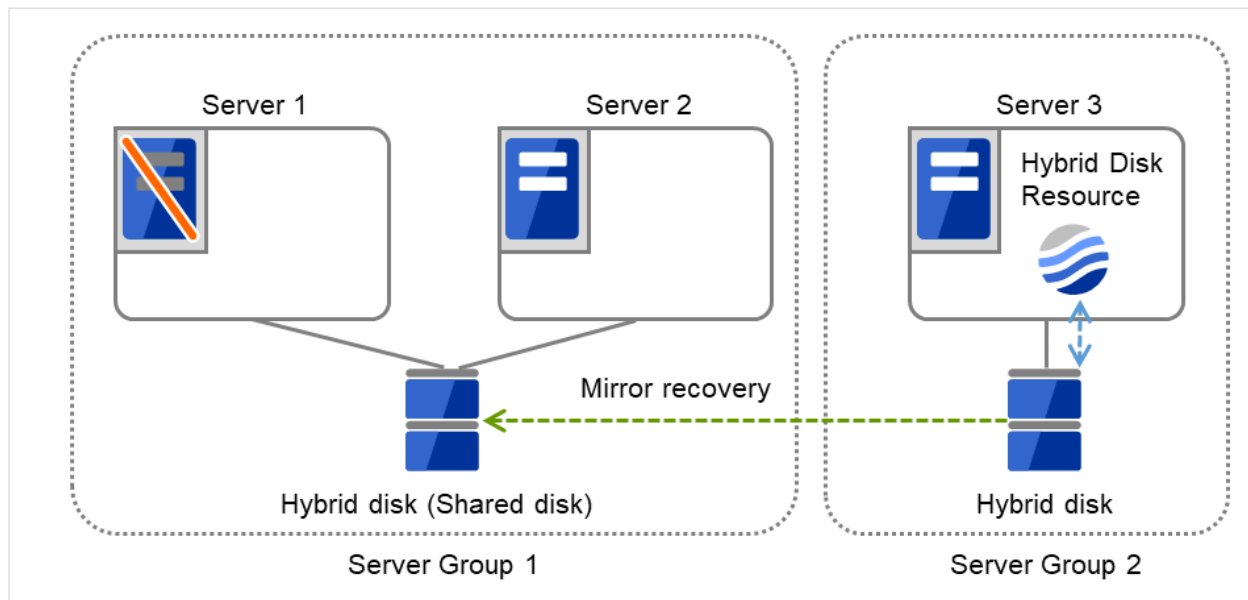 Server 1
Server 2
Server 3
Hybrid Disk
Resource
Mirror recovery
Hybrid disk (Shared disk)
Hybrid disk
Server Group 1
Server Group 2